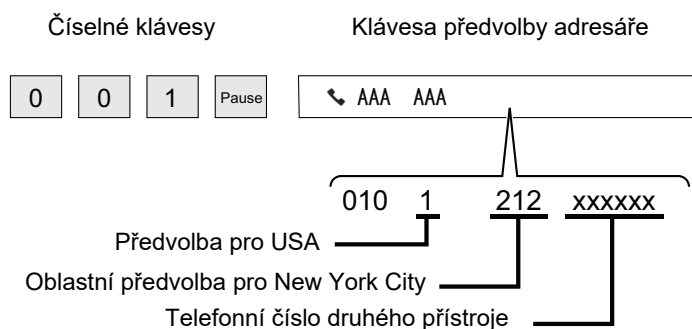 Číselné klávesy Klávesa předvolby adresáře
0 0 1 Pause AAA AAA
010 1 212 xxxxxx
Předvolba pro USA
Oblastní předvolba pro New York City
Telefonní číslo druhého přístroje